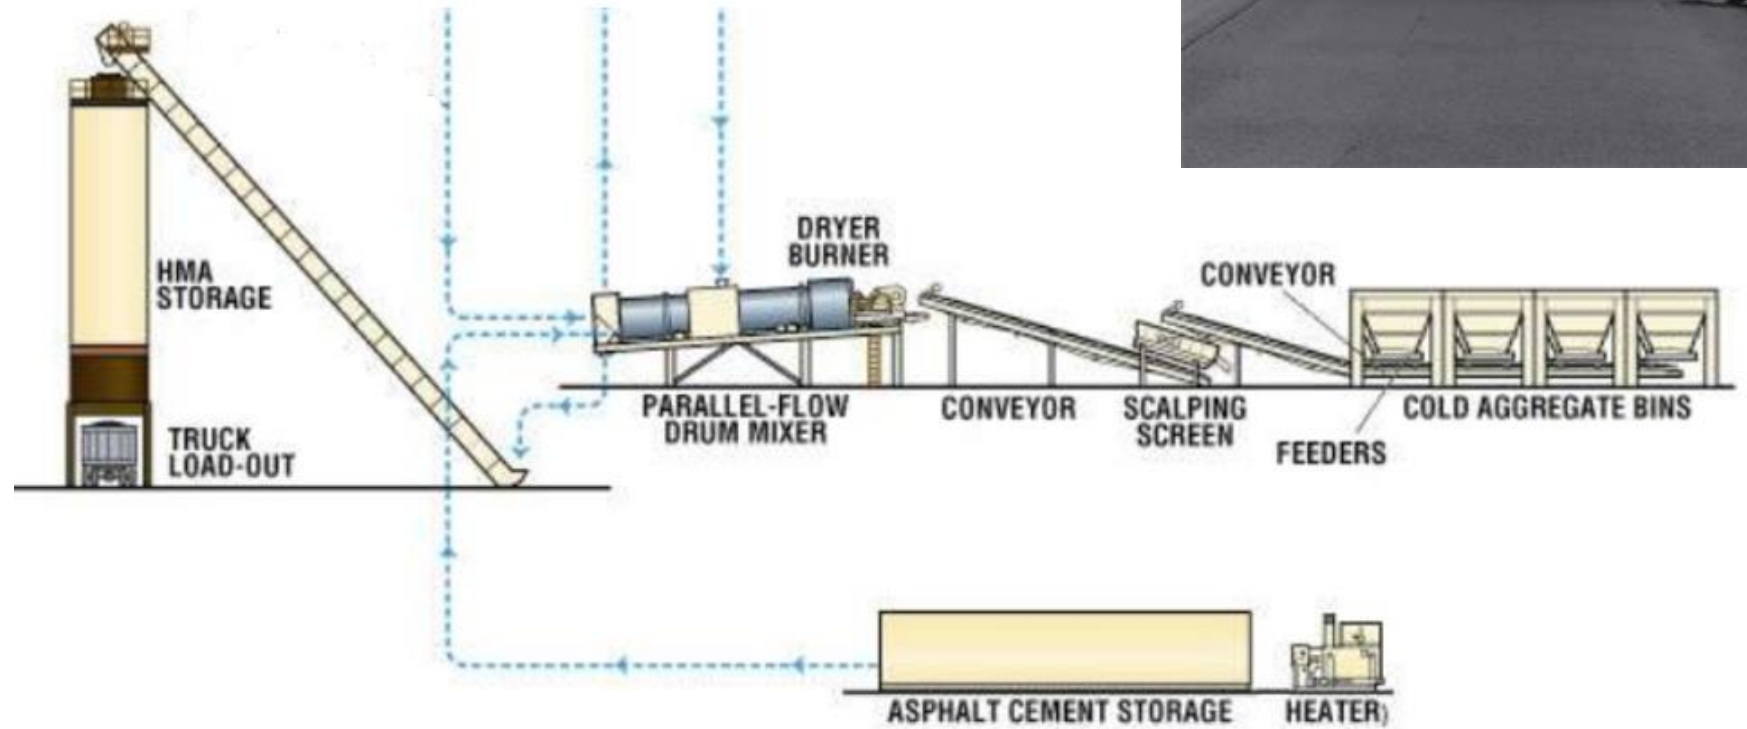 DRYER
BURNER
CONVEYOR
HMA
STORAGE
PARALLEL-FLOW
DRUM MIXER
CONVEYOR
SCALPING
SCREEN
COLD AGGREGATE BINS
FEEDERS
TRUCK
LOAD-OUT
ASPHALT CEMENT STORAGE
HEATER)